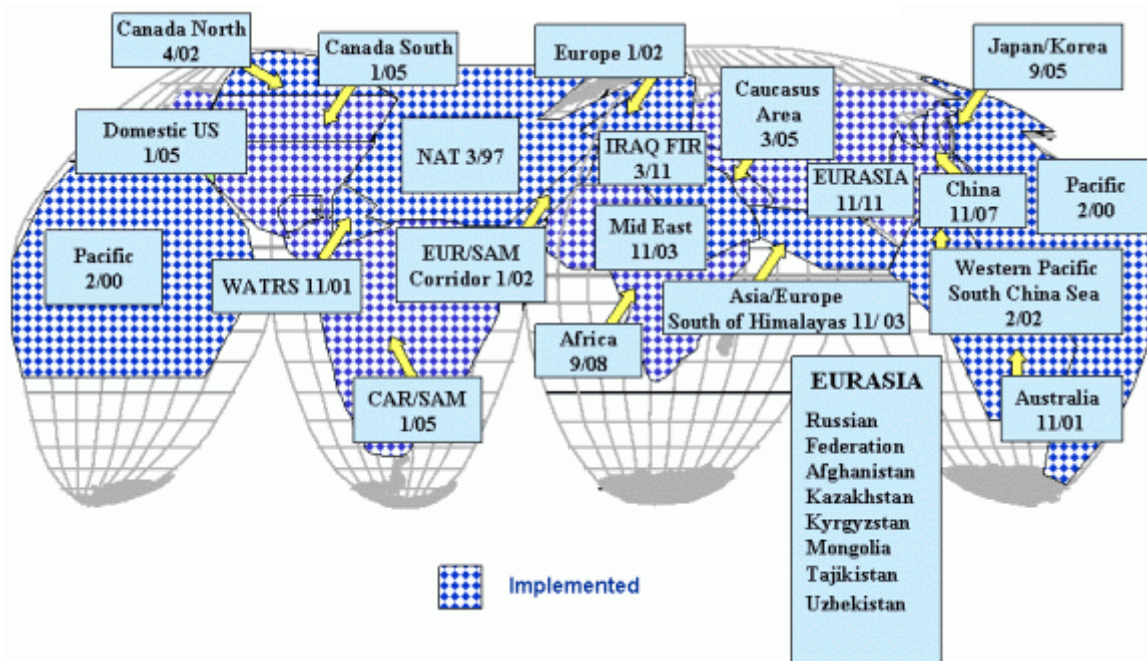 Canada North
4/02
Canada South
1/05
Europe 1/02
Japan/Korea
9/05
Caucasus
Area
3/05
Domestic US
1/05
NAT 3/97
IRAQ FIR
3/11
EURASIA
11/11
China
11/07
Pacific
2/00
Mid East
11/03
Pacific
2/00
WATRS 11/01
EUR/SAM
Corridor 1/02
Western Pacific
South China Sea
2/02
Asia/Europe
South of Himalayas 11/ 03
Africa
9/08
CAR/SAM
1/05
Australia
11/01
EURASIA
Russian
Federation
Afghanistan
Kazakhstan
Kyrgyzstan
Mongolia
Tajikistan
Uzbekistan
Implemented